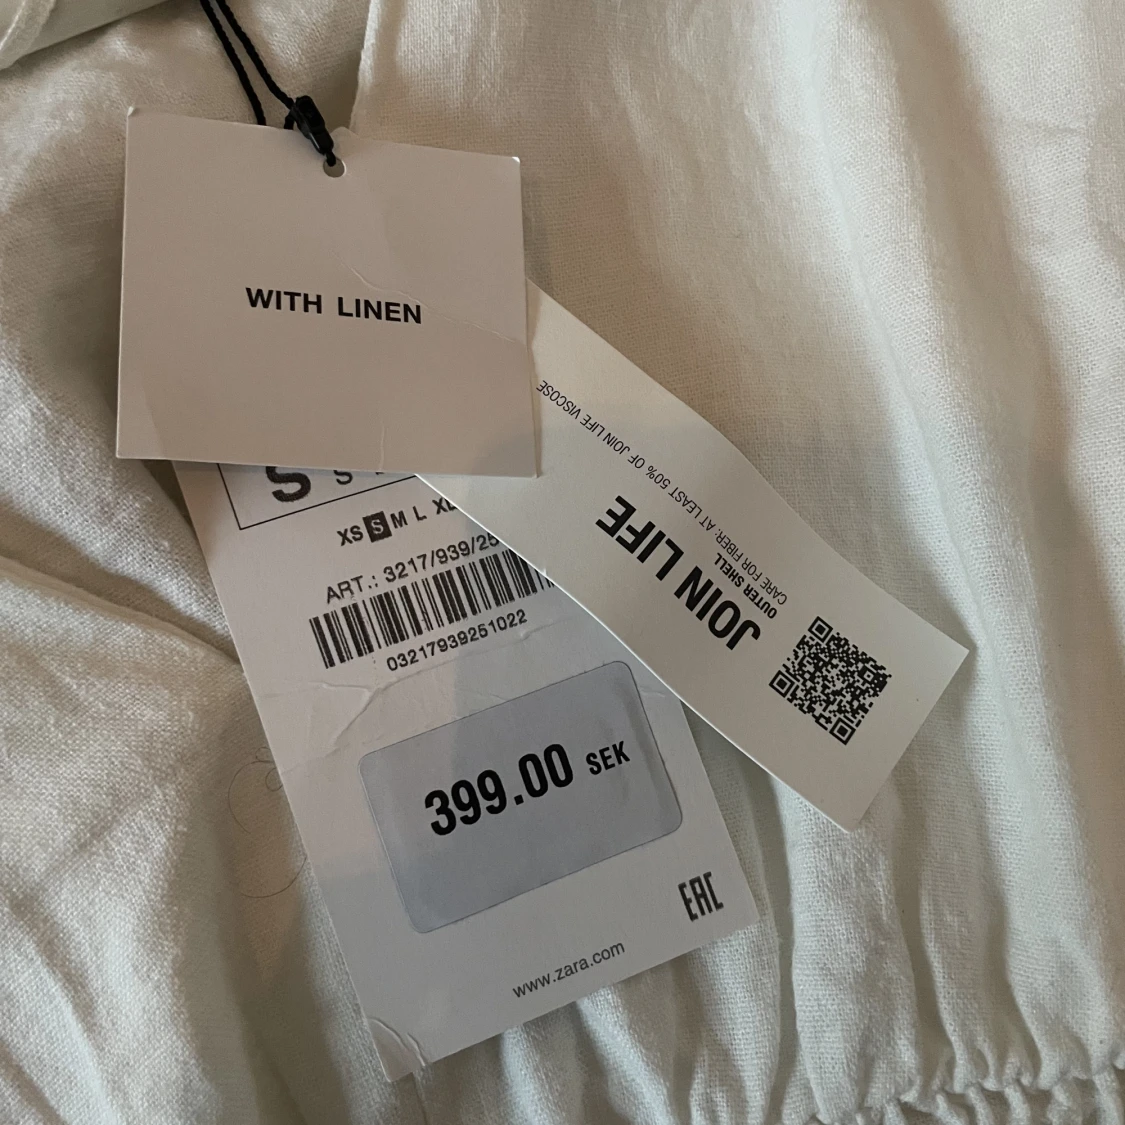 WITH LINEN
S
S
XS S M L
ART.: 3217/939/25
03217939251022
399.00 SEK
EAC
www.zara.com
JOIN LIFE
OUTER SHELL
CARE FOR FIBER: AT LEAST 50% OF JOIN LIFE VISCOSE